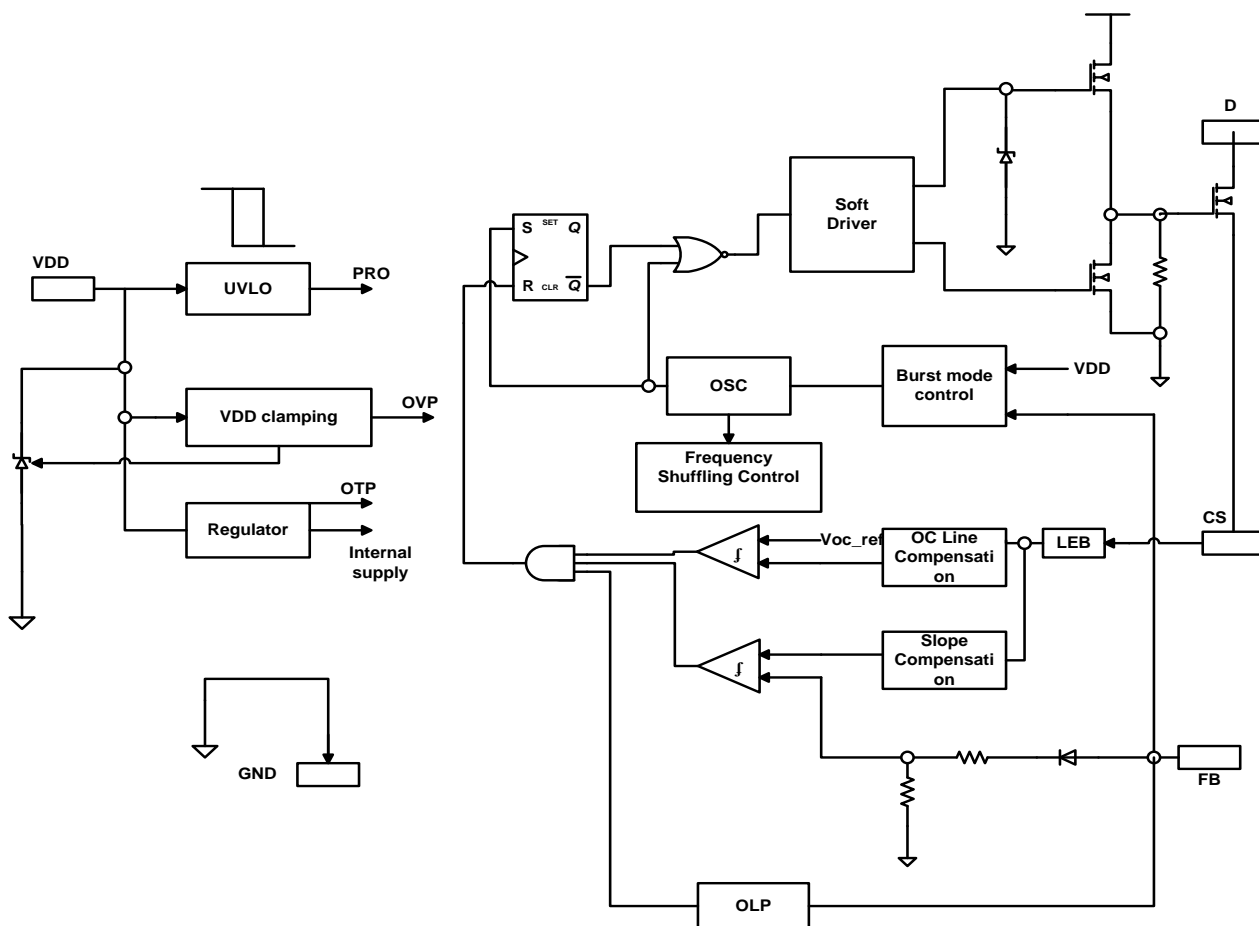 D
Soft
Driver
S SET Q
R CLR Q
VDD
UVLO
PRO
VDD clamping
OVP
OTP
Regulator
Internal
supply
OSC
Burst mode
control
VDD
Frequency
Shuffling Control
CS
Voc_ref
OC Line
Compensati
on
LEB
Slope
Compensati
on
GND
FB
OLP